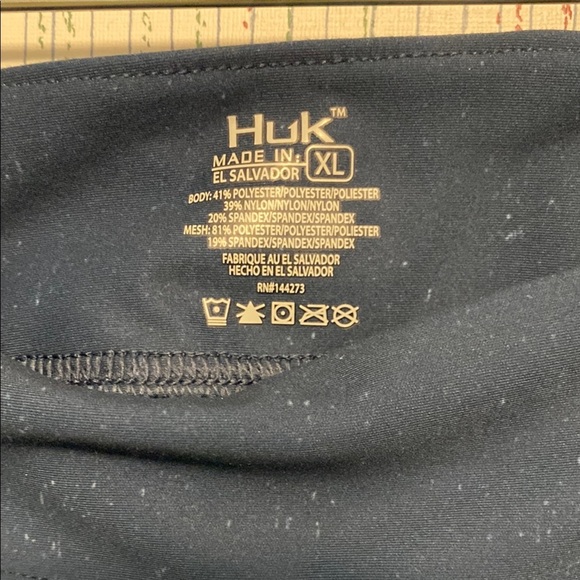 Huk™
MADE IN:
EL SALVADOR XL
BODY: 41% POLYESTER/POLYESTER/POLIESTER
39% NYLON/NYLON/NYLON
20% SPANDEX/SPANDEX/SPANDEX
MESH: 81% POLYESTER/POLYESTER/POLIESTER
19% SPANDEX/SPANDEX/SPANDEX
FABRIQUE AU EL SALVADOR
HECHO EN EL SALVADOR
RN#144273